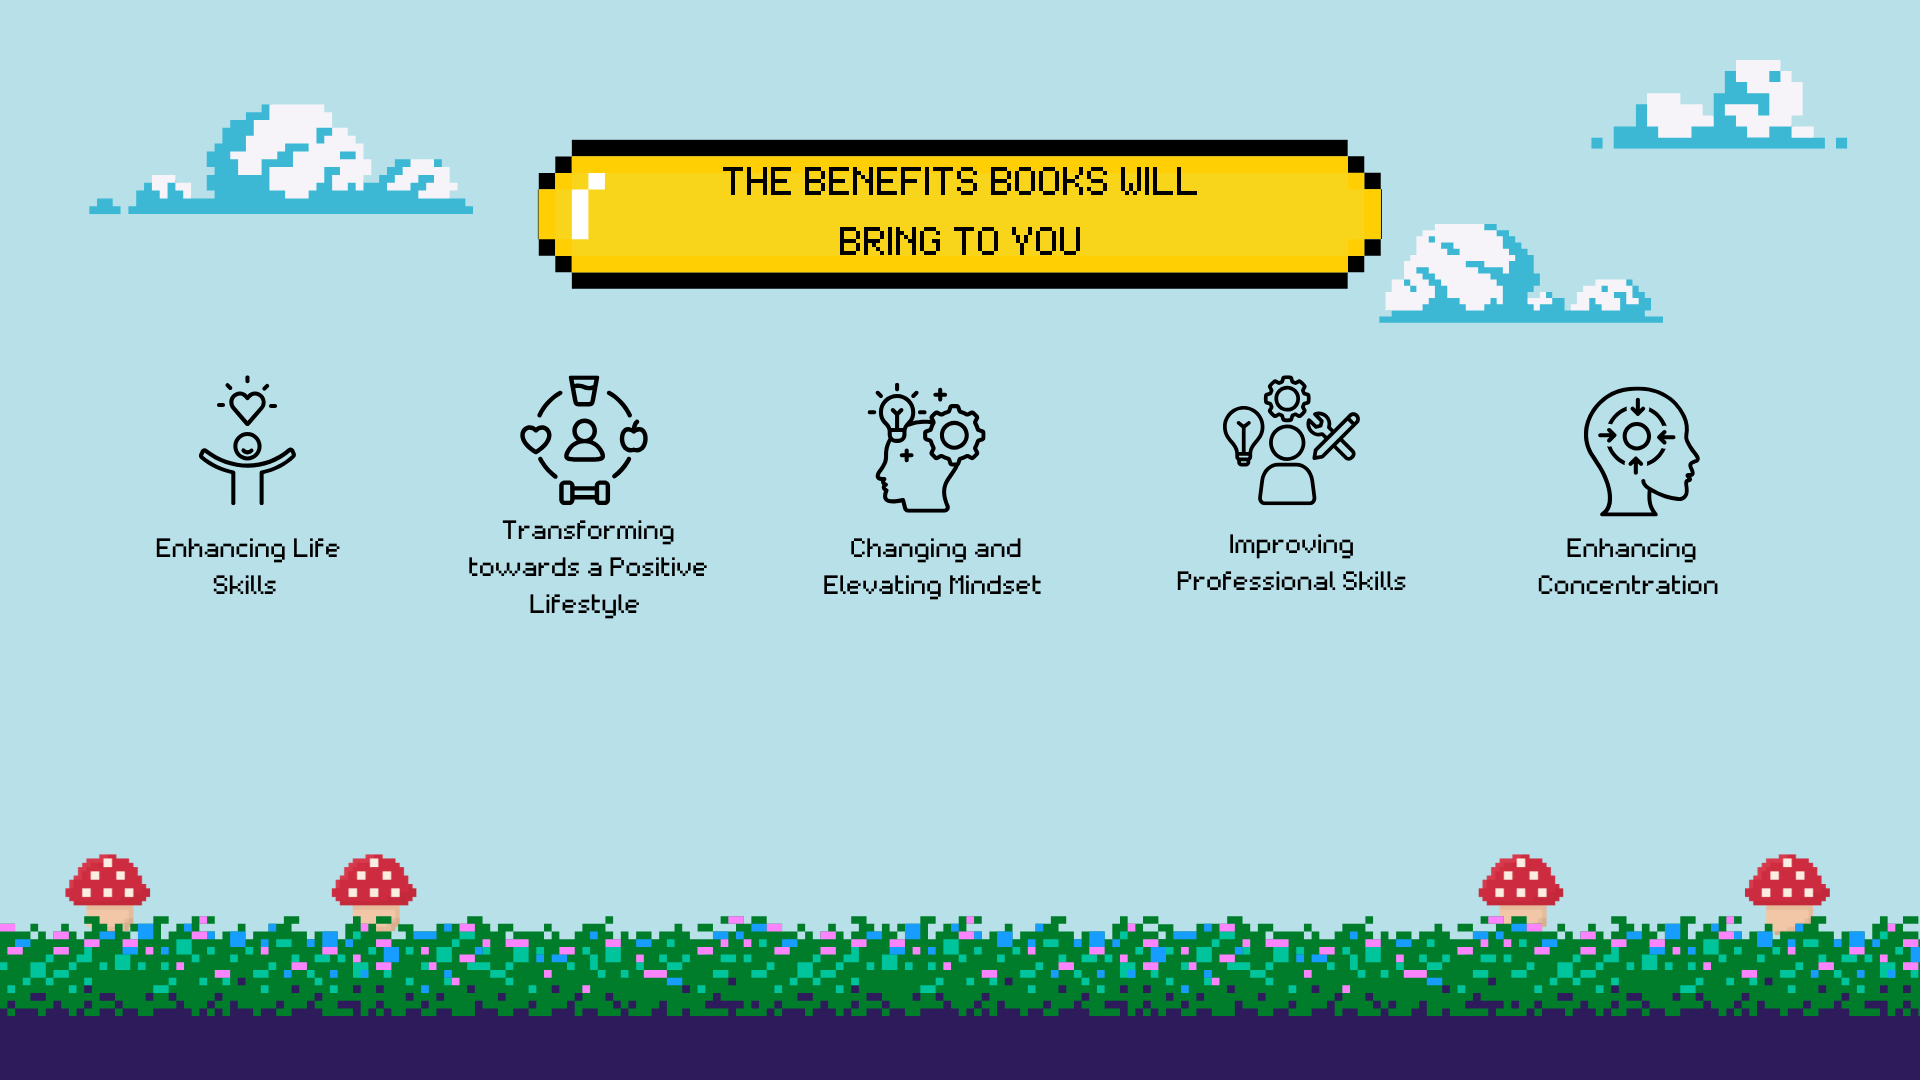 THE BENEFITS BOOKS WILL
BRING TO YOU
Enhancing Life
Skills
Transforming
towards a Positive
Lifestyle
Changing and
Elevating Mindset
Improving
Professional Skills
Enhancing
Concentration